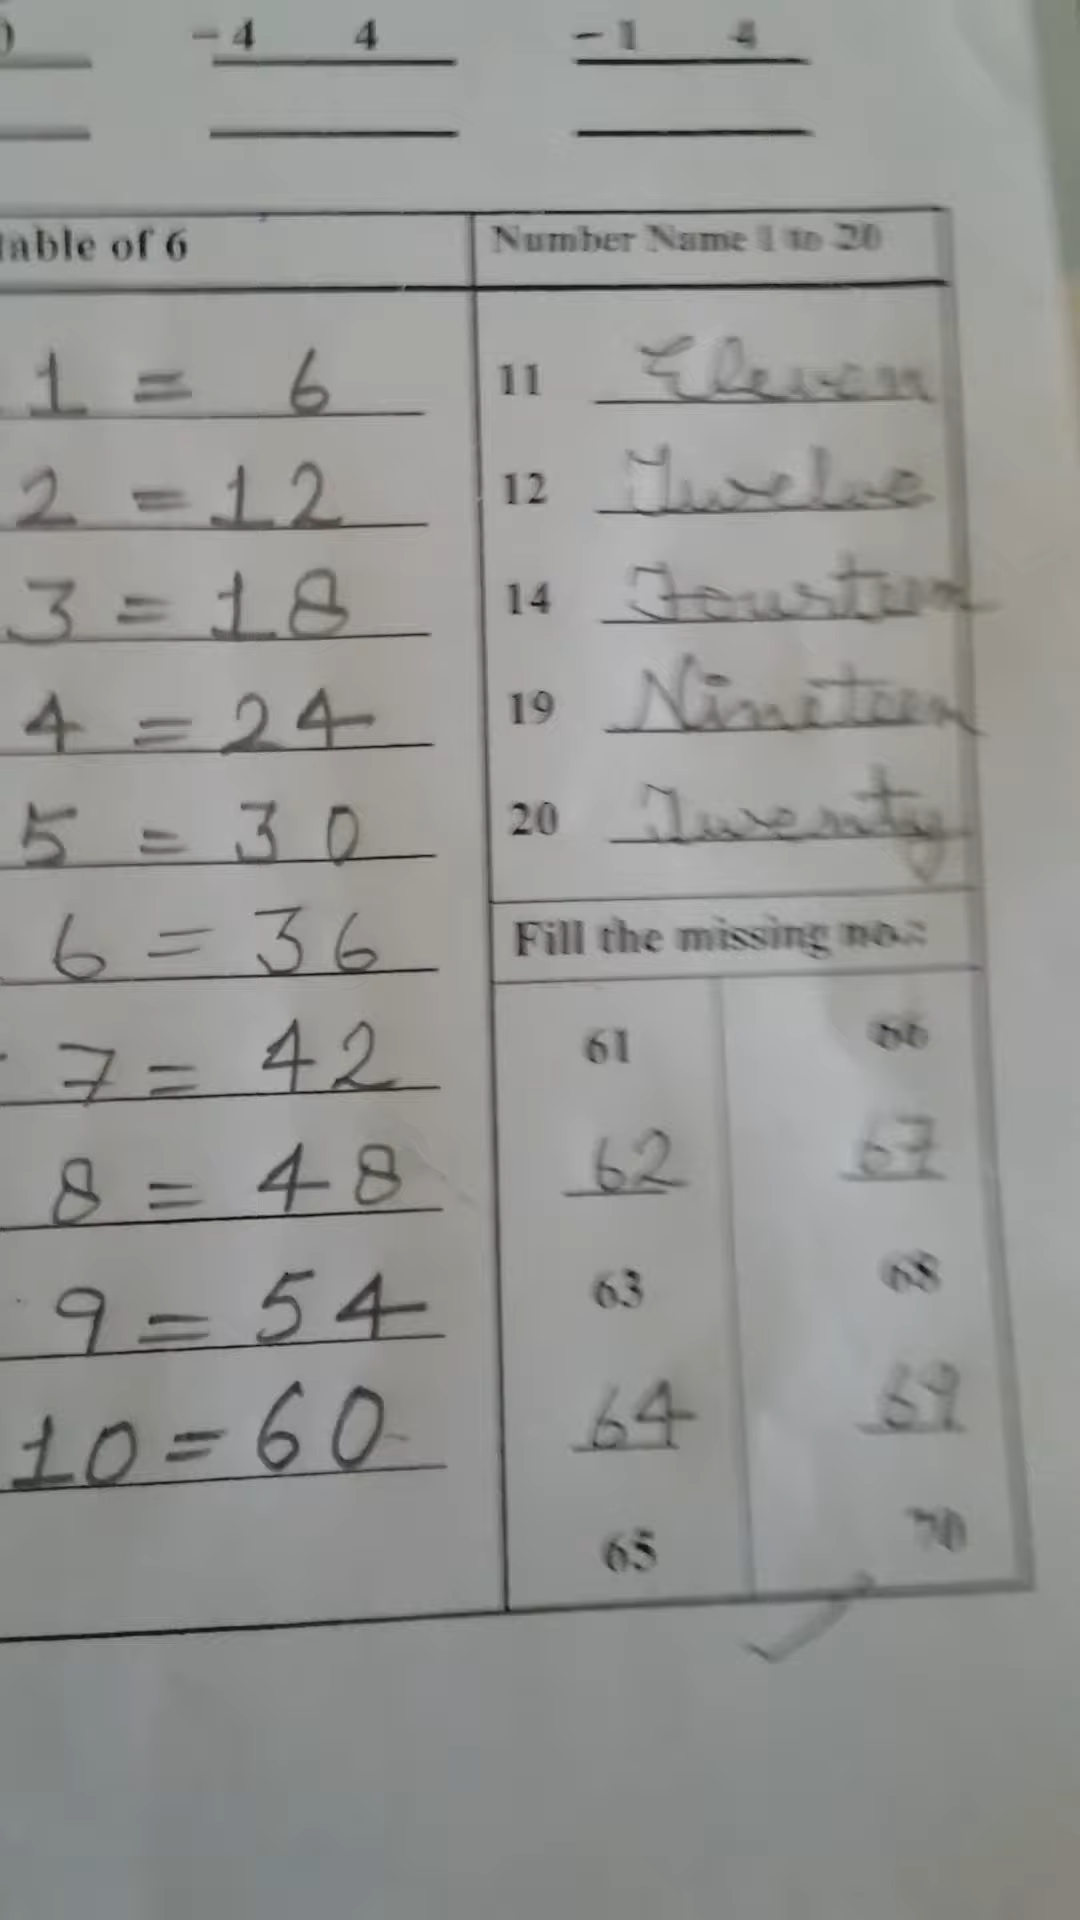 - 4 4
- 1 4
table of 6
1 = 6
2 = 12
3 = 18
4 = 24
5 = 30
6 = 36
7 = 42
8 = 48
9 = 54
10 = 60
Number Name 1 to 20
11 Eleven
12 Twelve
14 Fourteen
19 Nineteen
20 Twenty
Fill the missing no.:
61 66
62 67
63 68
64 69
65 70